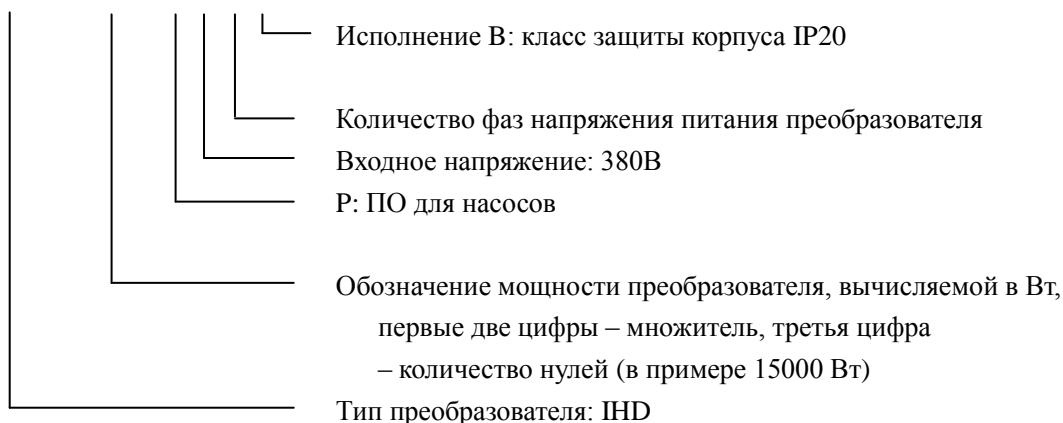 Исполнение В: класс защиты корпуса IP20
Количество фаз напряжения питания преобразователя
Входное напряжение: 380В
Р: ПО для насосов
Обозначение мощности преобразователя, вычисляемой в Вт,
первые две цифры – множитель, третья цифра
– количество нулей (в примере 15000 Вт)
Тип преобразователя: IHD